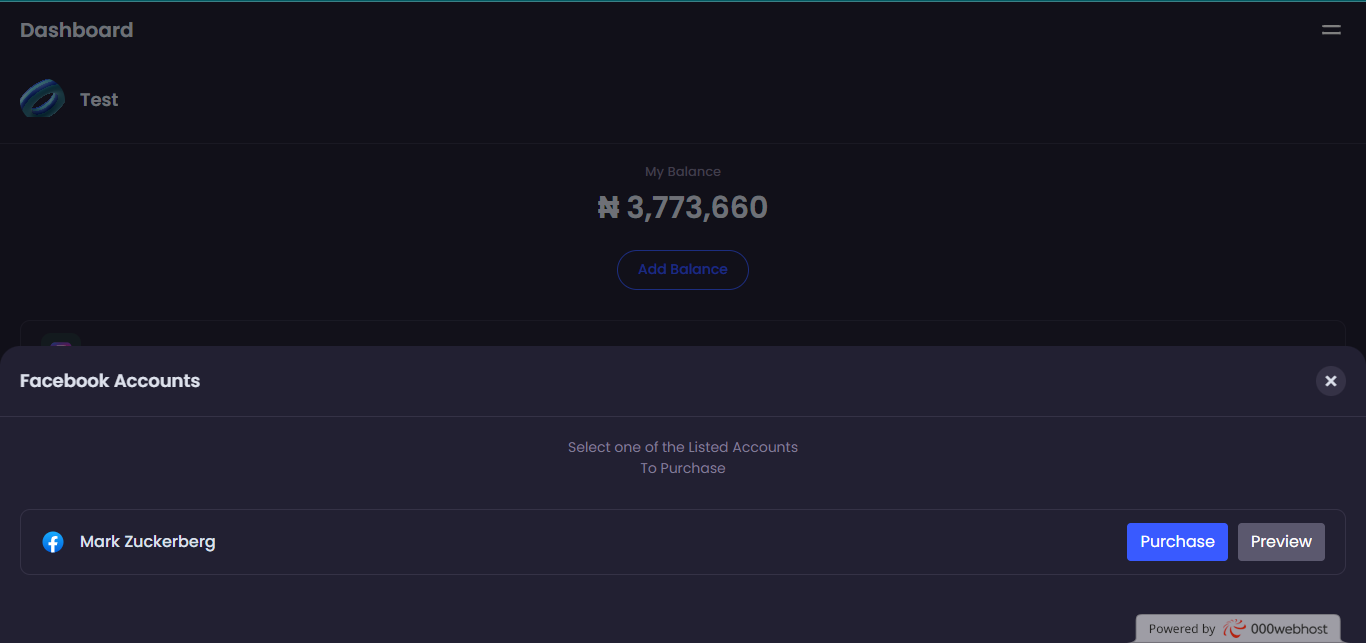 Dashboard
Test
My Balance
₦ 3,773,660
Add Balance
Facebook Accounts
Select one of the Listed Accounts
To Purchase
Mark Zuckerberg
Purchase
Preview
Powered by 000webhost